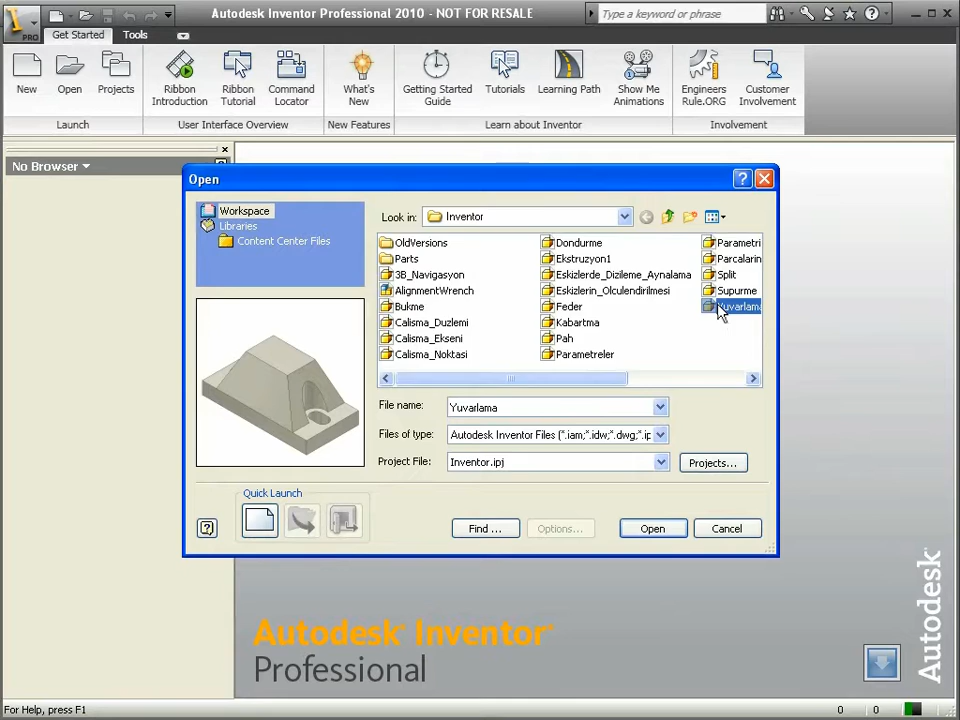 PRO
Autodesk Inventor Professional 2010 - NOT FOR RESALE
Type a keyword or phrase
Get Started
Tools
New
Open
Projects
Ribbon Introduction
Ribbon Tutorial
Command Locator
What's New
Getting Started Guide
Tutorials
Learning Path
Show Me Animations
Engineers Rule.ORG
Customer Involvement
Launch
User Interface Overview
New Features
Learn about Inventor
Involvement
No Browser
Open
Workspace
Libraries
Content Center Files
Look in:
Inventor
OldVersions
Parts
3B_Navigasyon
AlignmentWrench
Bukme
Calisma_Duzlemi
Calisma_Ekseni
Calisma_Noktasi
Dondurme
Ekstruzyon1
Eskizlerde_Dizileme_Aynalama
Eskizlerin_Olculendirilmesi
Feder
Kabartma
Pah
Parametreler
Parametri
Parcalarin
Split
Supurme
Yuvarlama
File name:
Yuvarlama
Files of type:
Autodesk Inventor Files (*.iam;*.idw;*.dwg;*.ip
Project File:
Inventor.ipj
Projects...
Quick Launch
Find ...
Options...
Open
Cancel
Autodesk Inventor
Professional
Autodesk
For Help, press F1
0
0